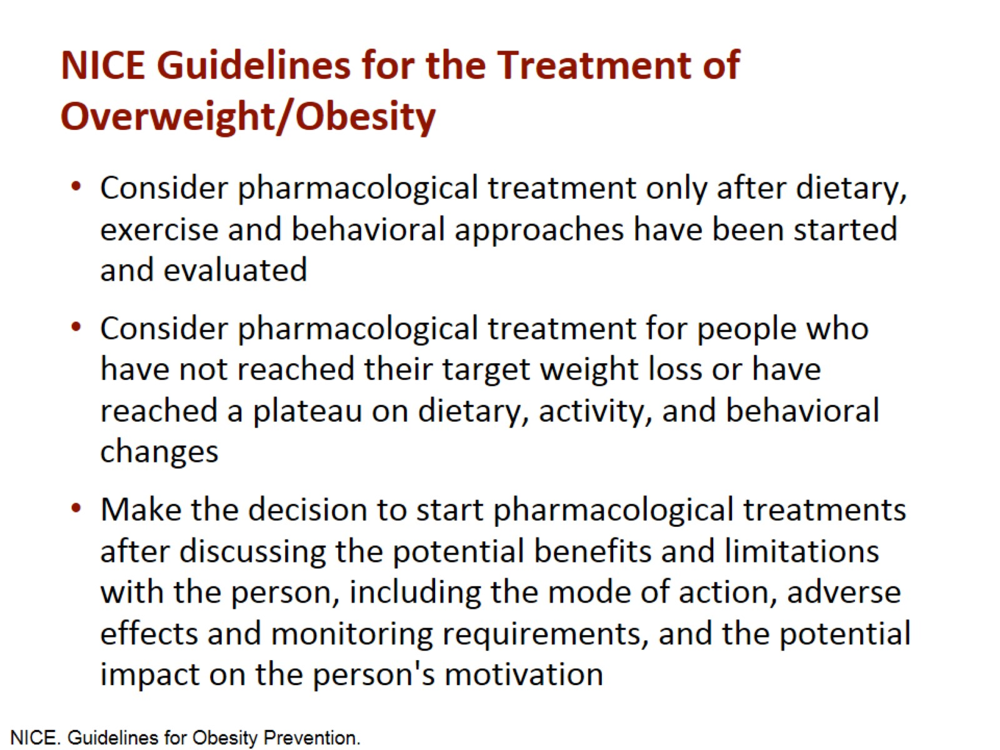 NICE Guidelines for the Treatment of
Overweight/Obesity
• Consider pharmacological treatment only after dietary,
exercise and behavioral approaches have been started
and evaluated
• Consider pharmacological treatment for people who
have not reached their target weight loss or have
reached a plateau on dietary, activity, and behavioral
changes
• Make the decision to start pharmacological treatments
after discussing the potential benefits and limitations
with the person, including the mode of action, adverse
effects and monitoring requirements, and the potential
impact on the person's motivation
NICE. Guidelines for Obesity Prevention.